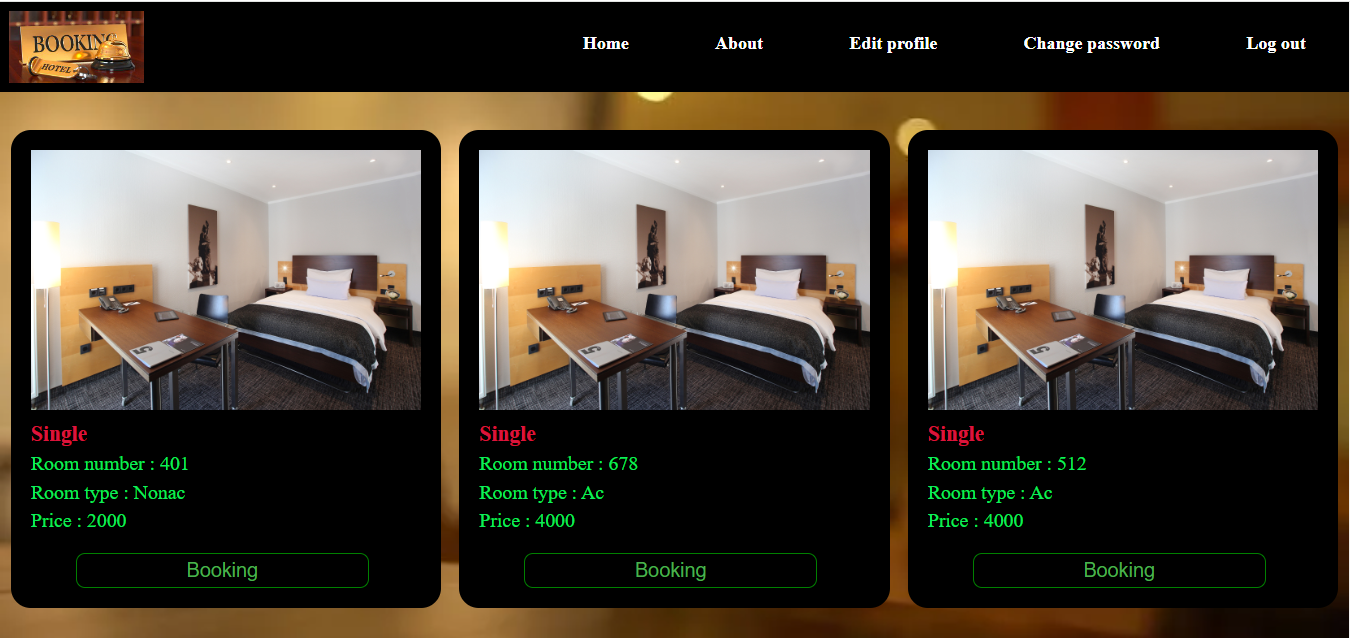 BOOKING
HOTEL
Home
About
Edit profile
Change password
Log out
Single
Room number : 401
Room type : Nonac
Price : 2000
Booking
Single
Room number : 678
Room type : Ac
Price : 4000
Booking
Single
Room number : 512
Room type : Ac
Price : 4000
Booking